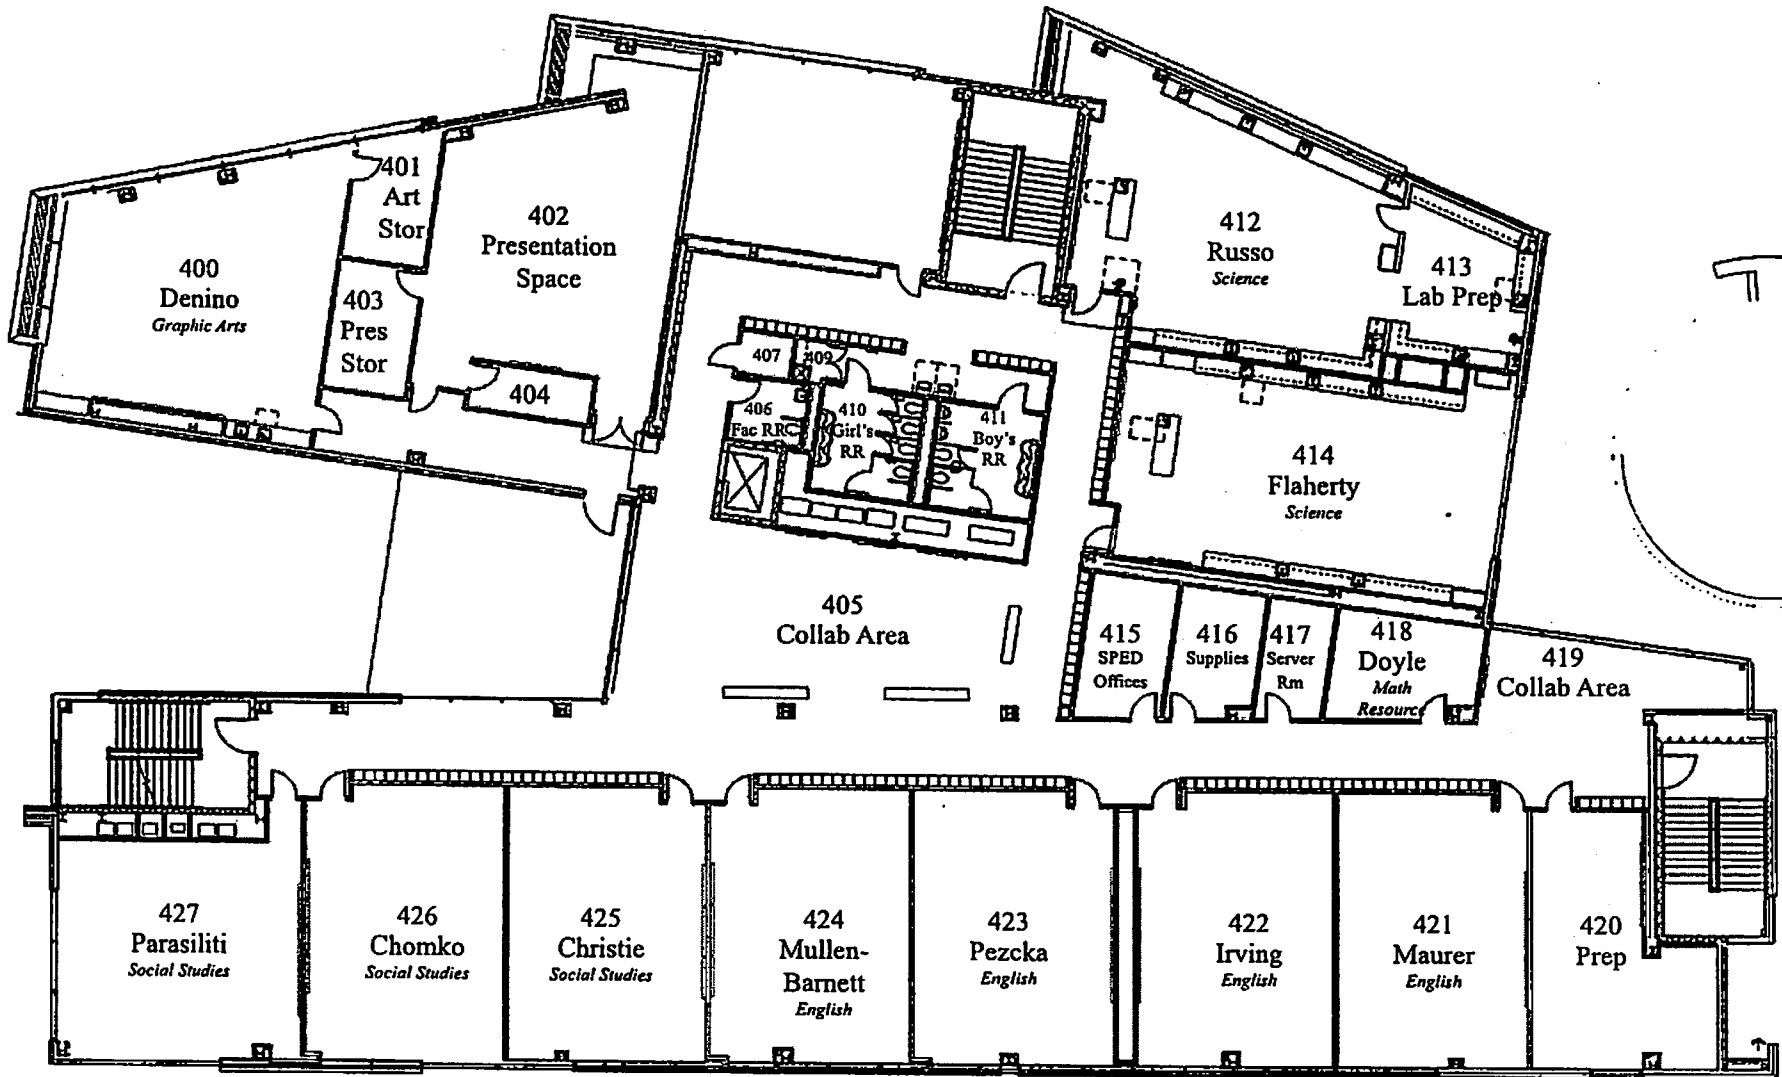 400
Denino
Graphic Arts
401
Art
Stor
402
Presentation
Space
403
Pres
Stor
404
405
Collab Area
406
Fac RR
407
409
410
Girl's
RR
411
Boy's
RR
412
Russo
Science
413
Lab Prep
414
Flaherty
Science
415
SPED
Offices
416
Supplies
417
Server
Rm
418
Doyle
Math
Resource
419
Collab Area
427
Parasiliti
Social Studies
426
Chomko
Social Studies
425
Christie
Social Studies
424
Mullen-
Barnett
English
423
Pezcka
English
422
Irving
English
421
Maurer
English
420
Prep